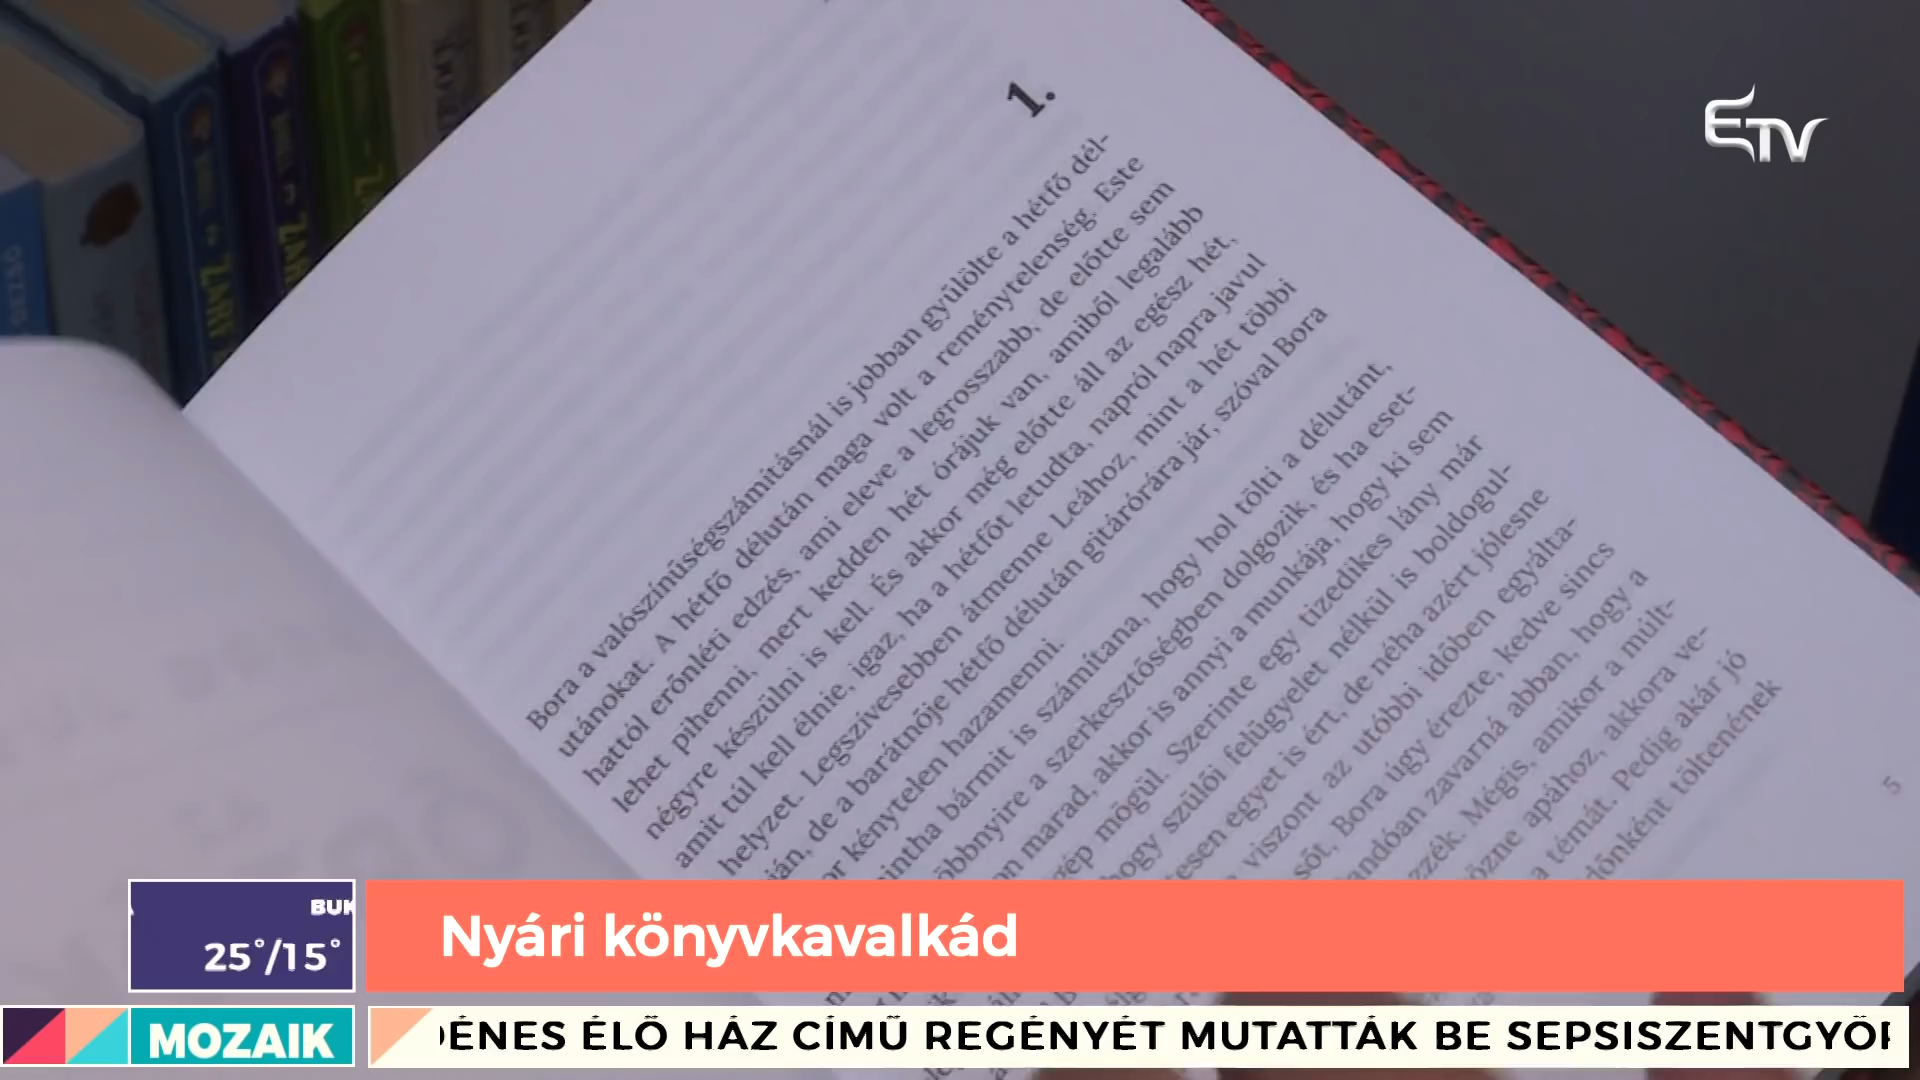 1.
Bora a valószínűségszámításnál is jobban gyűlölte a hétfő dél-
utánokat. A hétfő délután maga volt a reménytelenség. Este
hattól erőnléti edzés, ami eleve a legrosszabb, de előtte sem
lehet pihenni, mert kedden hét órájuk van, amiből legalább
négyre készülni is kell. És akkor még előtte áll az egész hét,
amit túl kell élnie, igaz, ha a hétfőt letudta, napról napra javul
helyzet. Legszívesebben átmenne Leához, mint a hét többi
de a barátnője hétfő délután gitárórára jár, szóval Bora
kénytelen hazamenni.
mintha bármit is számítana, hogy hol tölti a délutánt,
többnyire a szerkesztőségben dolgozik, és ha eset-
marad, akkor is annyi a munkája, hogy ki sem
mögül. Szerinte egy tizedikes lány már
hogy szülői felügyelet nélkül is boldogul-
egyet is ért, de néha azért jólesne
viszont az utóbbi időben egyálta-
sőt, Bora úgy érezte, kedve sincs
zavarná abban, hogy a
Mégis, amikor a múlt-
apához, akkora ve-
a témát. Pedig akár jó
töltenének
5
ETV
BUK
25°/15°
Nyári könyvkavalkád
MOZAIK
DÉNES ÉLŐ HÁZ CÍMŰ REGÉNYÉT MUTATTÁK BE SEPSISZENTGYÖR